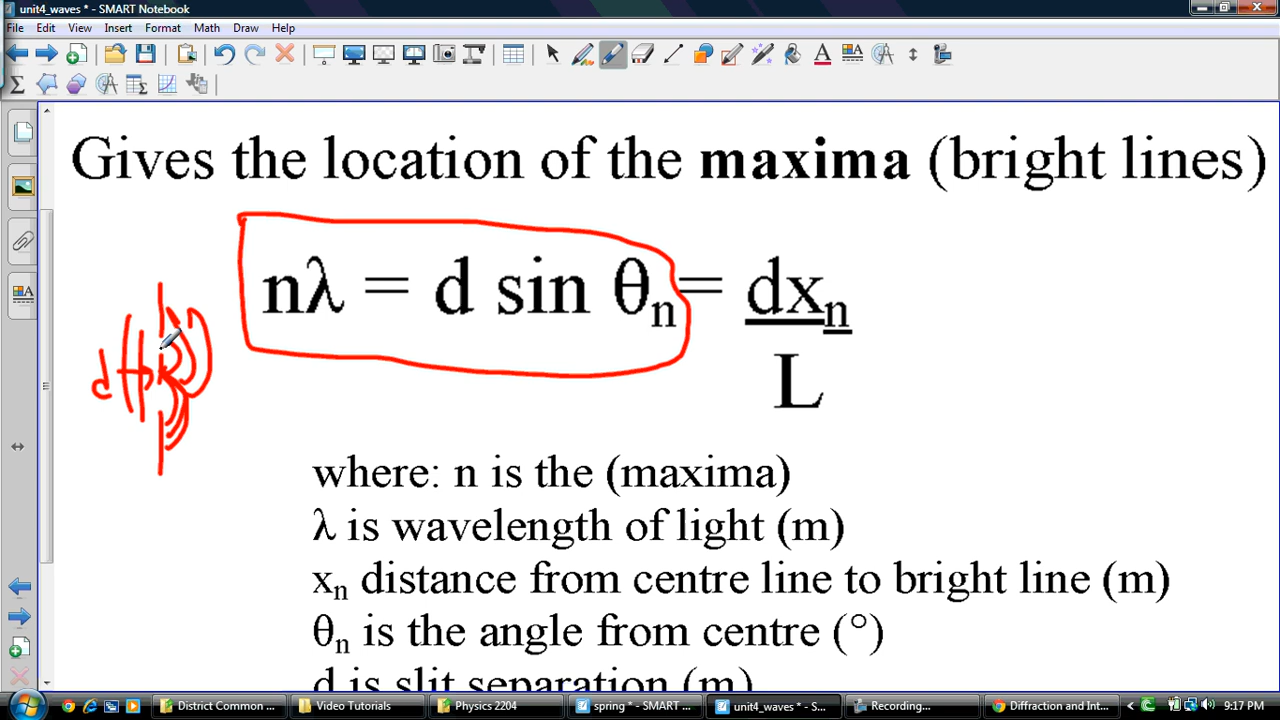 unit4_waves * - SMART Notebook
File Edit View Insert Format Math Draw Help
Gives the location of the maxima (bright lines)
nλ = d sin θn = dxn
L
d
where: n is the (maxima)
λ is wavelength of light (m)
xn distance from centre line to bright line (m)
θn is the angle from centre (°)
d is slit separation (m)
District Common ... Video Tutorials Physics 2204 spring * - SMART ... unit4_waves * - S... Recording... Diffraction and Int... 9:17 PM